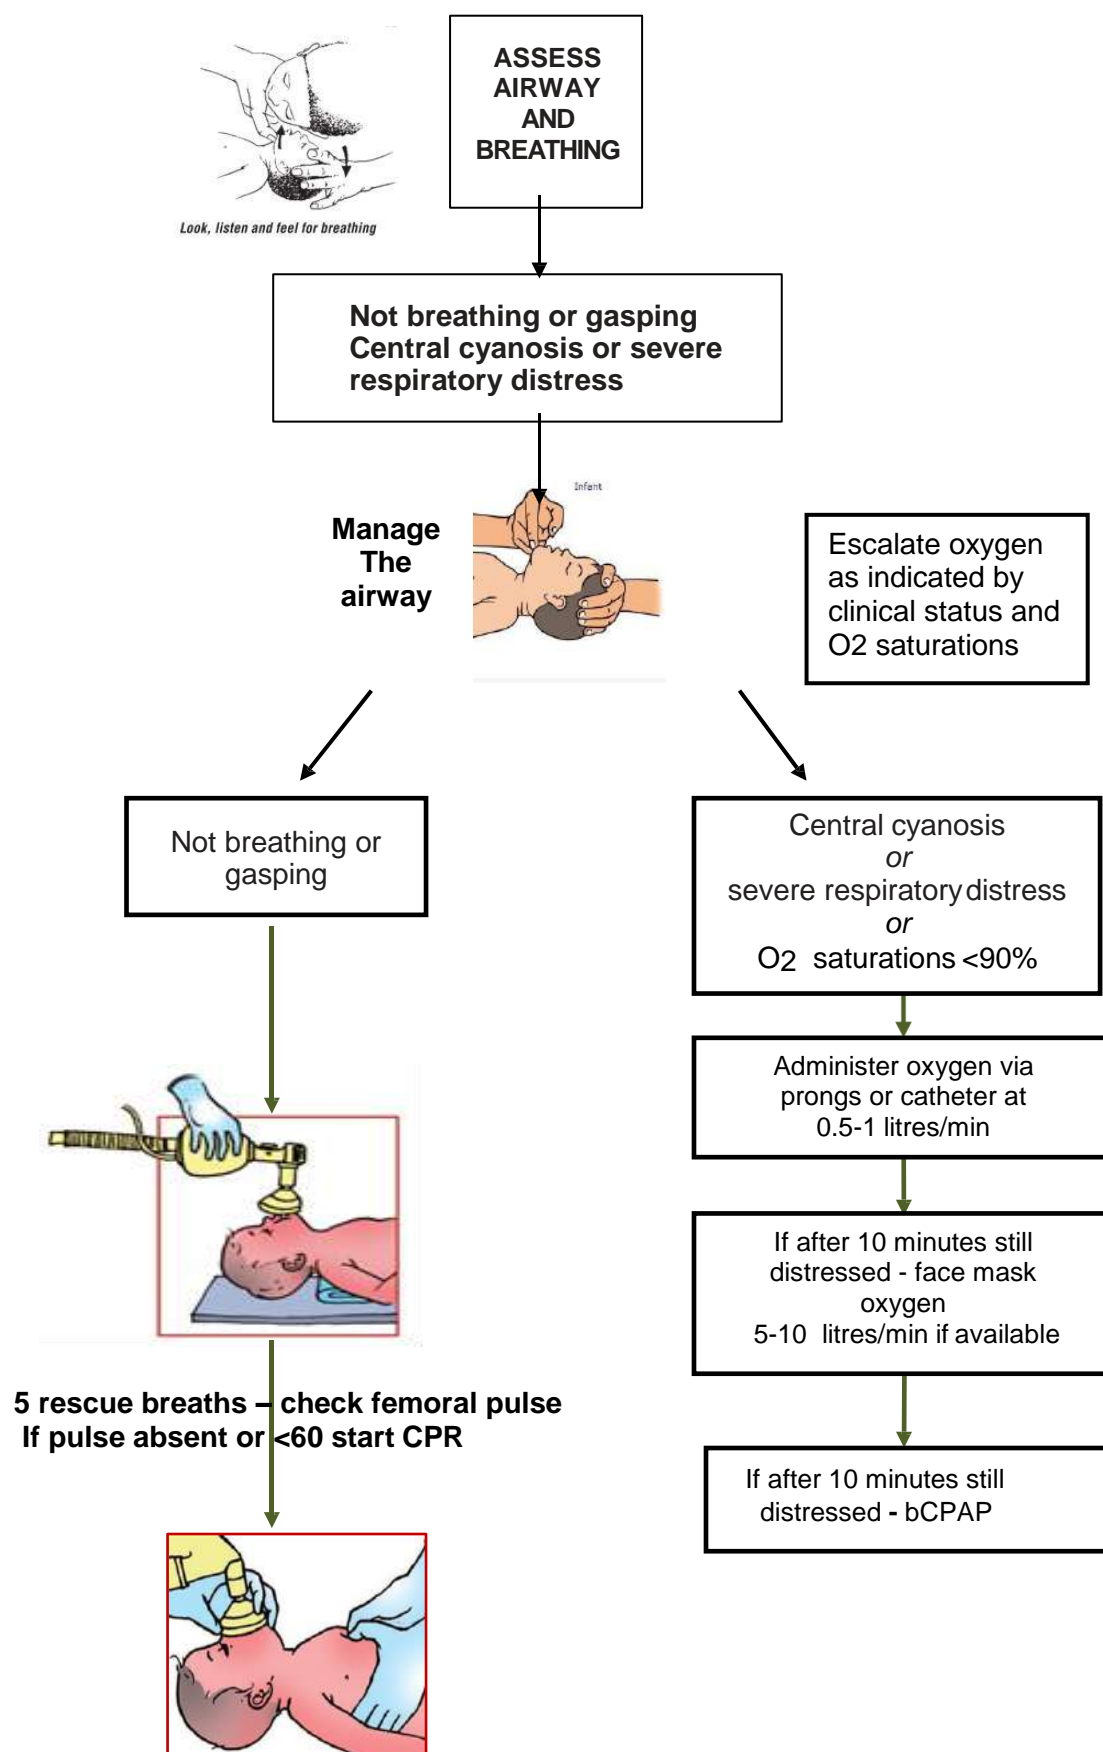 ASSESS
AIRWAY
AND
BREATHING
Look, listen and feel for breathing
Not breathing or gasping
Central cyanosis or severe
respiratory distress
Infant
Manage
The
airway
Escalate oxygen
as indicated by
clinical status and
O2 saturations
Not breathing or
gasping
Central cyanosis
or
severe respiratory distress
or
O2 saturations <90%
Administer oxygen via
prongs or catheter at
0.5-1 litres/min
If after 10 minutes still
distressed - face mask
oxygen
5-10 litres/min if available
5 rescue breaths – check femoral pulse
If pulse absent or <60 start CPR
If after 10 minutes still
distressed - bCPAP